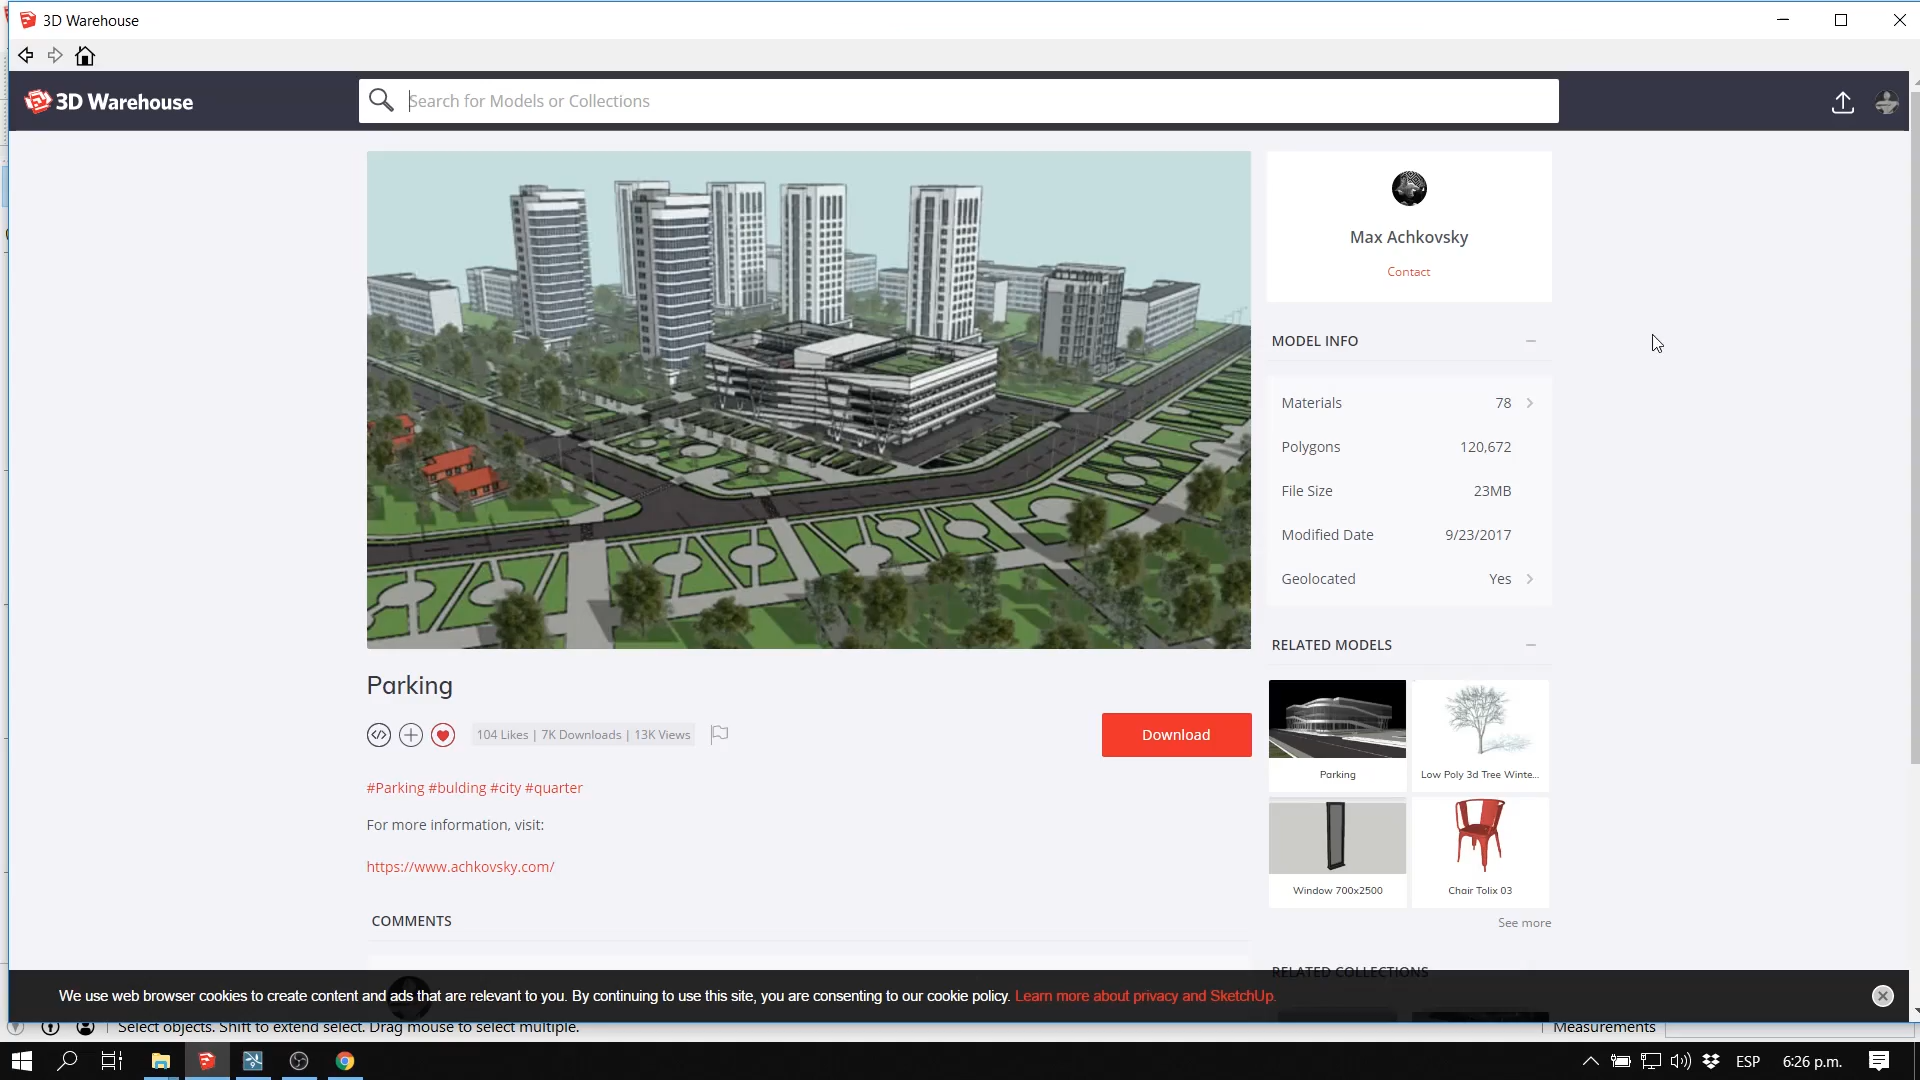 3D Warehouse
3D Warehouse
Search for Models or Collections
Max Achkovsky
Contact
MODEL INFO
Materials 78
Polygons 120,672
File Size 23MB
Modified Date 9/23/2017
Geolocated Yes
RELATED MODELS
Parking
Low Poly 3d Tree Winte...
Window 700x2500
Chair Tolix 03
See more
RELATED COLLECTIONS
Parking
104 Likes | 7K Downloads | 13K Views
Download
#Parking #bulding #city #quarter
For more information, visit:
https://www.achkovsky.com/
COMMENTS
We use web browser cookies to create content and ads that are relevant to you. By continuing to use this site, you are consenting to our cookie policy. Learn more about privacy and SketchUp.
Select objects. Shift to extend select. Drag mouse to select multiple.
Measurements
ESP
6:26 p.m.